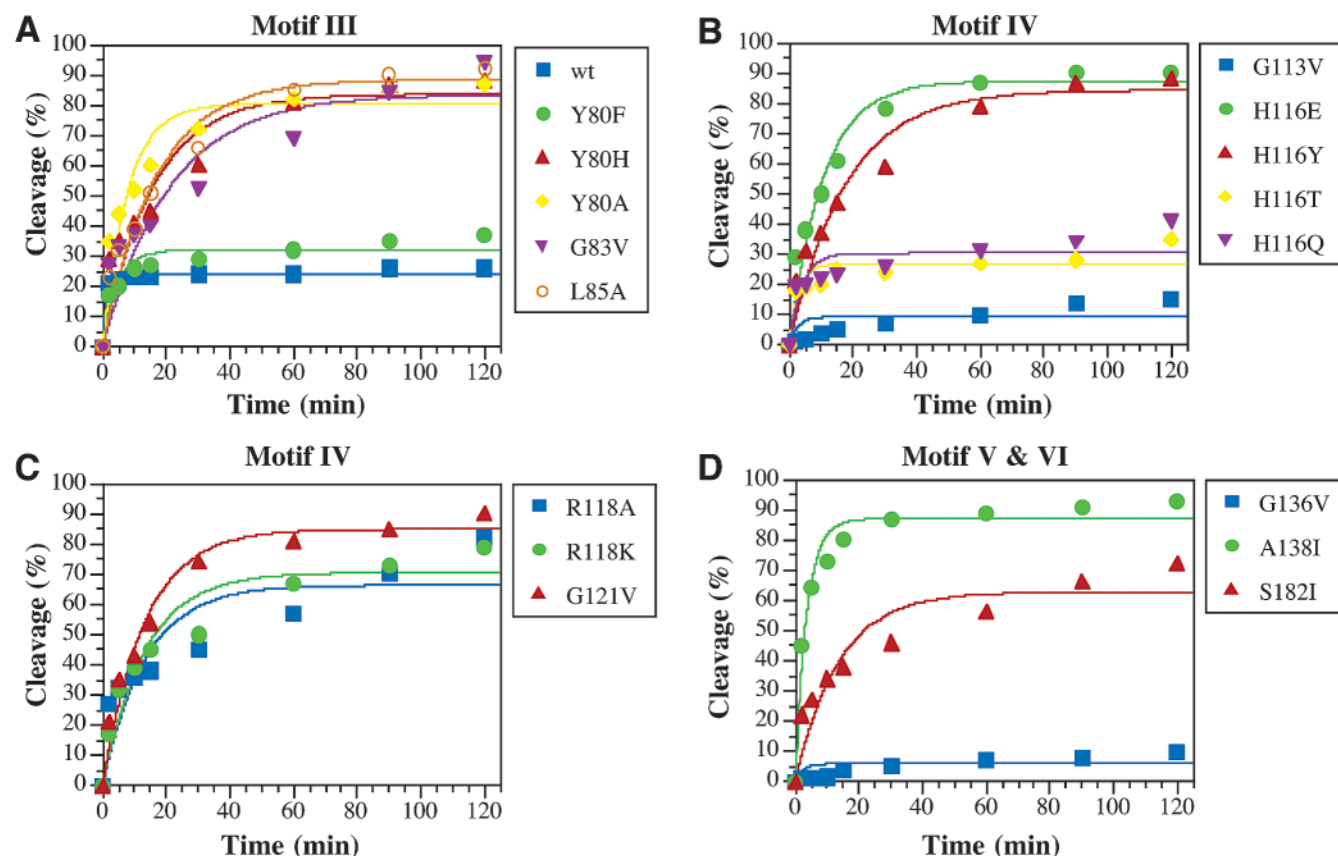 A
Motif III
Cleavage (%)
100
90
80
70
60
50
40
30
20
10
0
0 20 40 60 80 100 120
Time (min)
wt
Y80F
Y80H
Y80A
G83V
L85A
B
Motif IV
Cleavage (%)
100
90
80
70
60
50
40
30
20
10
0
0 20 40 60 80 100 120
Time (min)
G113V
H116E
H116Y
H116T
H116Q
C
Motif IV
Cleavage (%)
100
90
80
70
60
50
40
30
20
10
0
0 20 40 60 80 100 120
Time (min)
R118A
R118K
G121V
D
Motif V & VI
Cleavage (%)
100
90
80
70
60
50
40
30
20
10
0
0 20 40 60 80 100 120
Time (min)
G136V
A138I
S182I